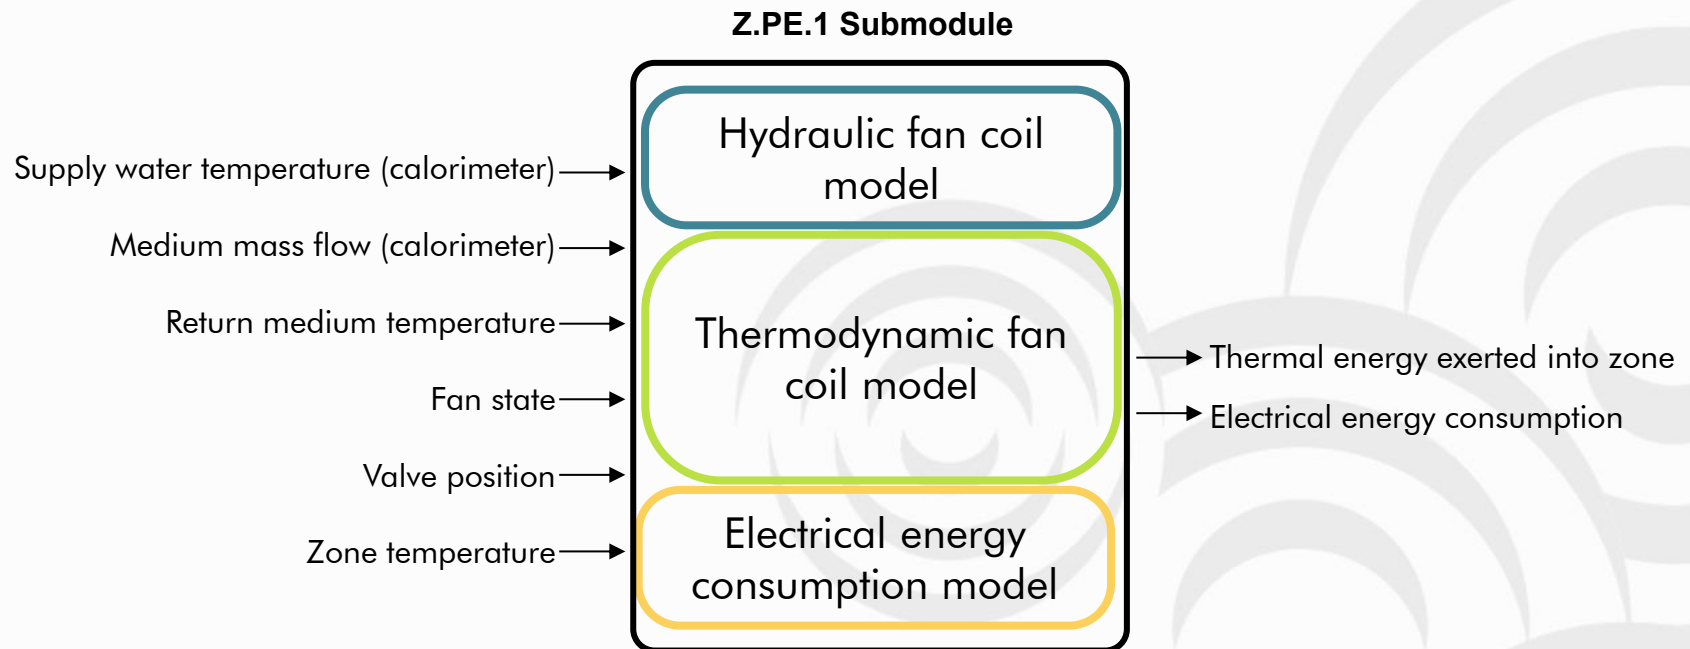 Z.PE.1 Submodule
Hydraulic fan coil
model
Supply water temperature (calorimeter)
Medium mass flow (calorimeter)
Return medium temperature
Fan state
Valve position
Zone temperature
Thermodynamic fan
coil model
Electrical energy
consumption model
Thermal energy exerted into zone
Electrical energy consumption